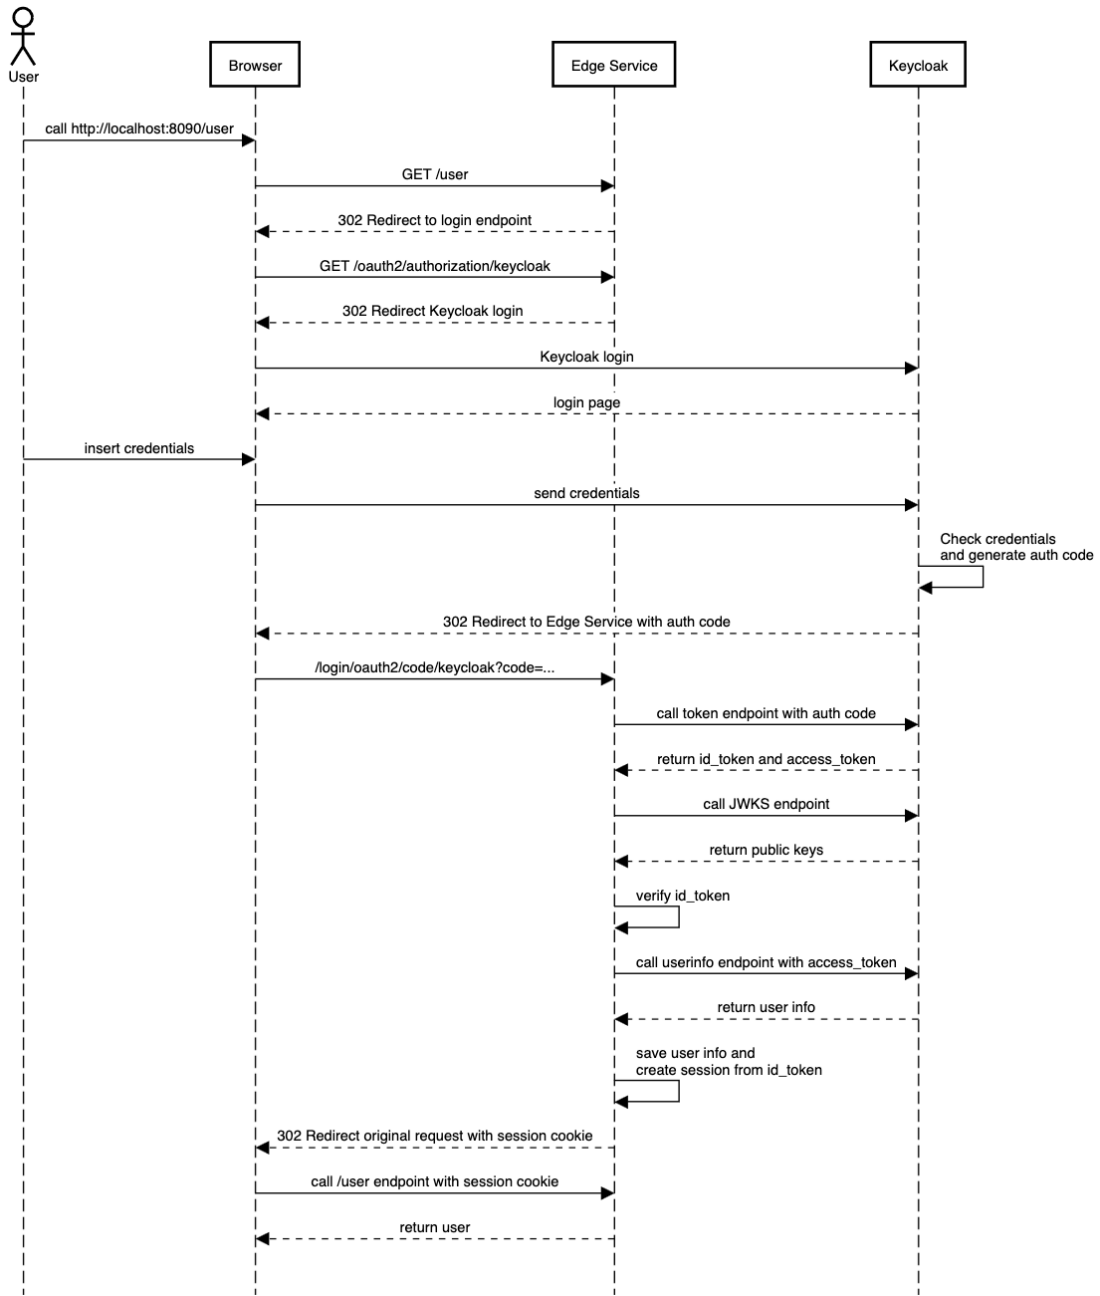 User
Browser
Edge Service
Keycloak
call http://localhost:8090/user
GET /user
302 Redirect to login endpoint
GET /oauth2/authorization/keycloak
302 Redirect Keycloak login
Keycloak login
login page
insert credentials
send credentials
Check credentials
and generate auth code
302 Redirect to Edge Service with auth code
/login/oauth2/code/keycloak?code=...
call token endpoint with auth code
return id_token and access_token
call JWKS endpoint
return public keys
verify id_token
call userinfo endpoint with access_token
return user info
save user info and
create session from id_token
302 Redirect original request with session cookie
call /user endpoint with session cookie
return user